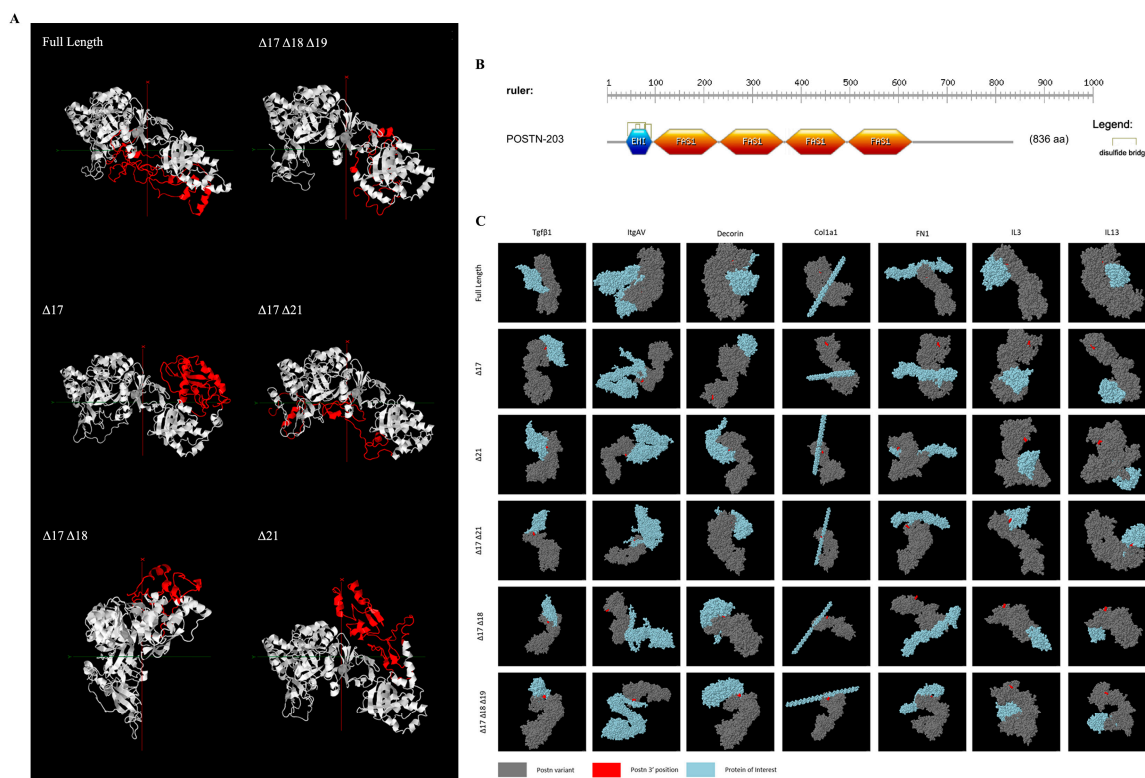 A
Full Length
Δ17 Δ18 Δ19
Δ17
Δ17 Δ21
Δ17 Δ18
Δ21
B
ruler:
1 100 200 300 400 500 600 700 800 900 1000
POSTN-203
EMI FAS1 FAS1 FAS1 FAS1
(836 aa)
Legend:
disulfide bridg
C
Tgfβ1 ItgAV Decorin Col1a1 FN1 IL3 IL13
Full Length
Δ17
Δ21
Δ17 Δ21
Δ17 Δ18
Δ17 Δ18 Δ19
Postn variant
Postn 3' position
Protein of Interest